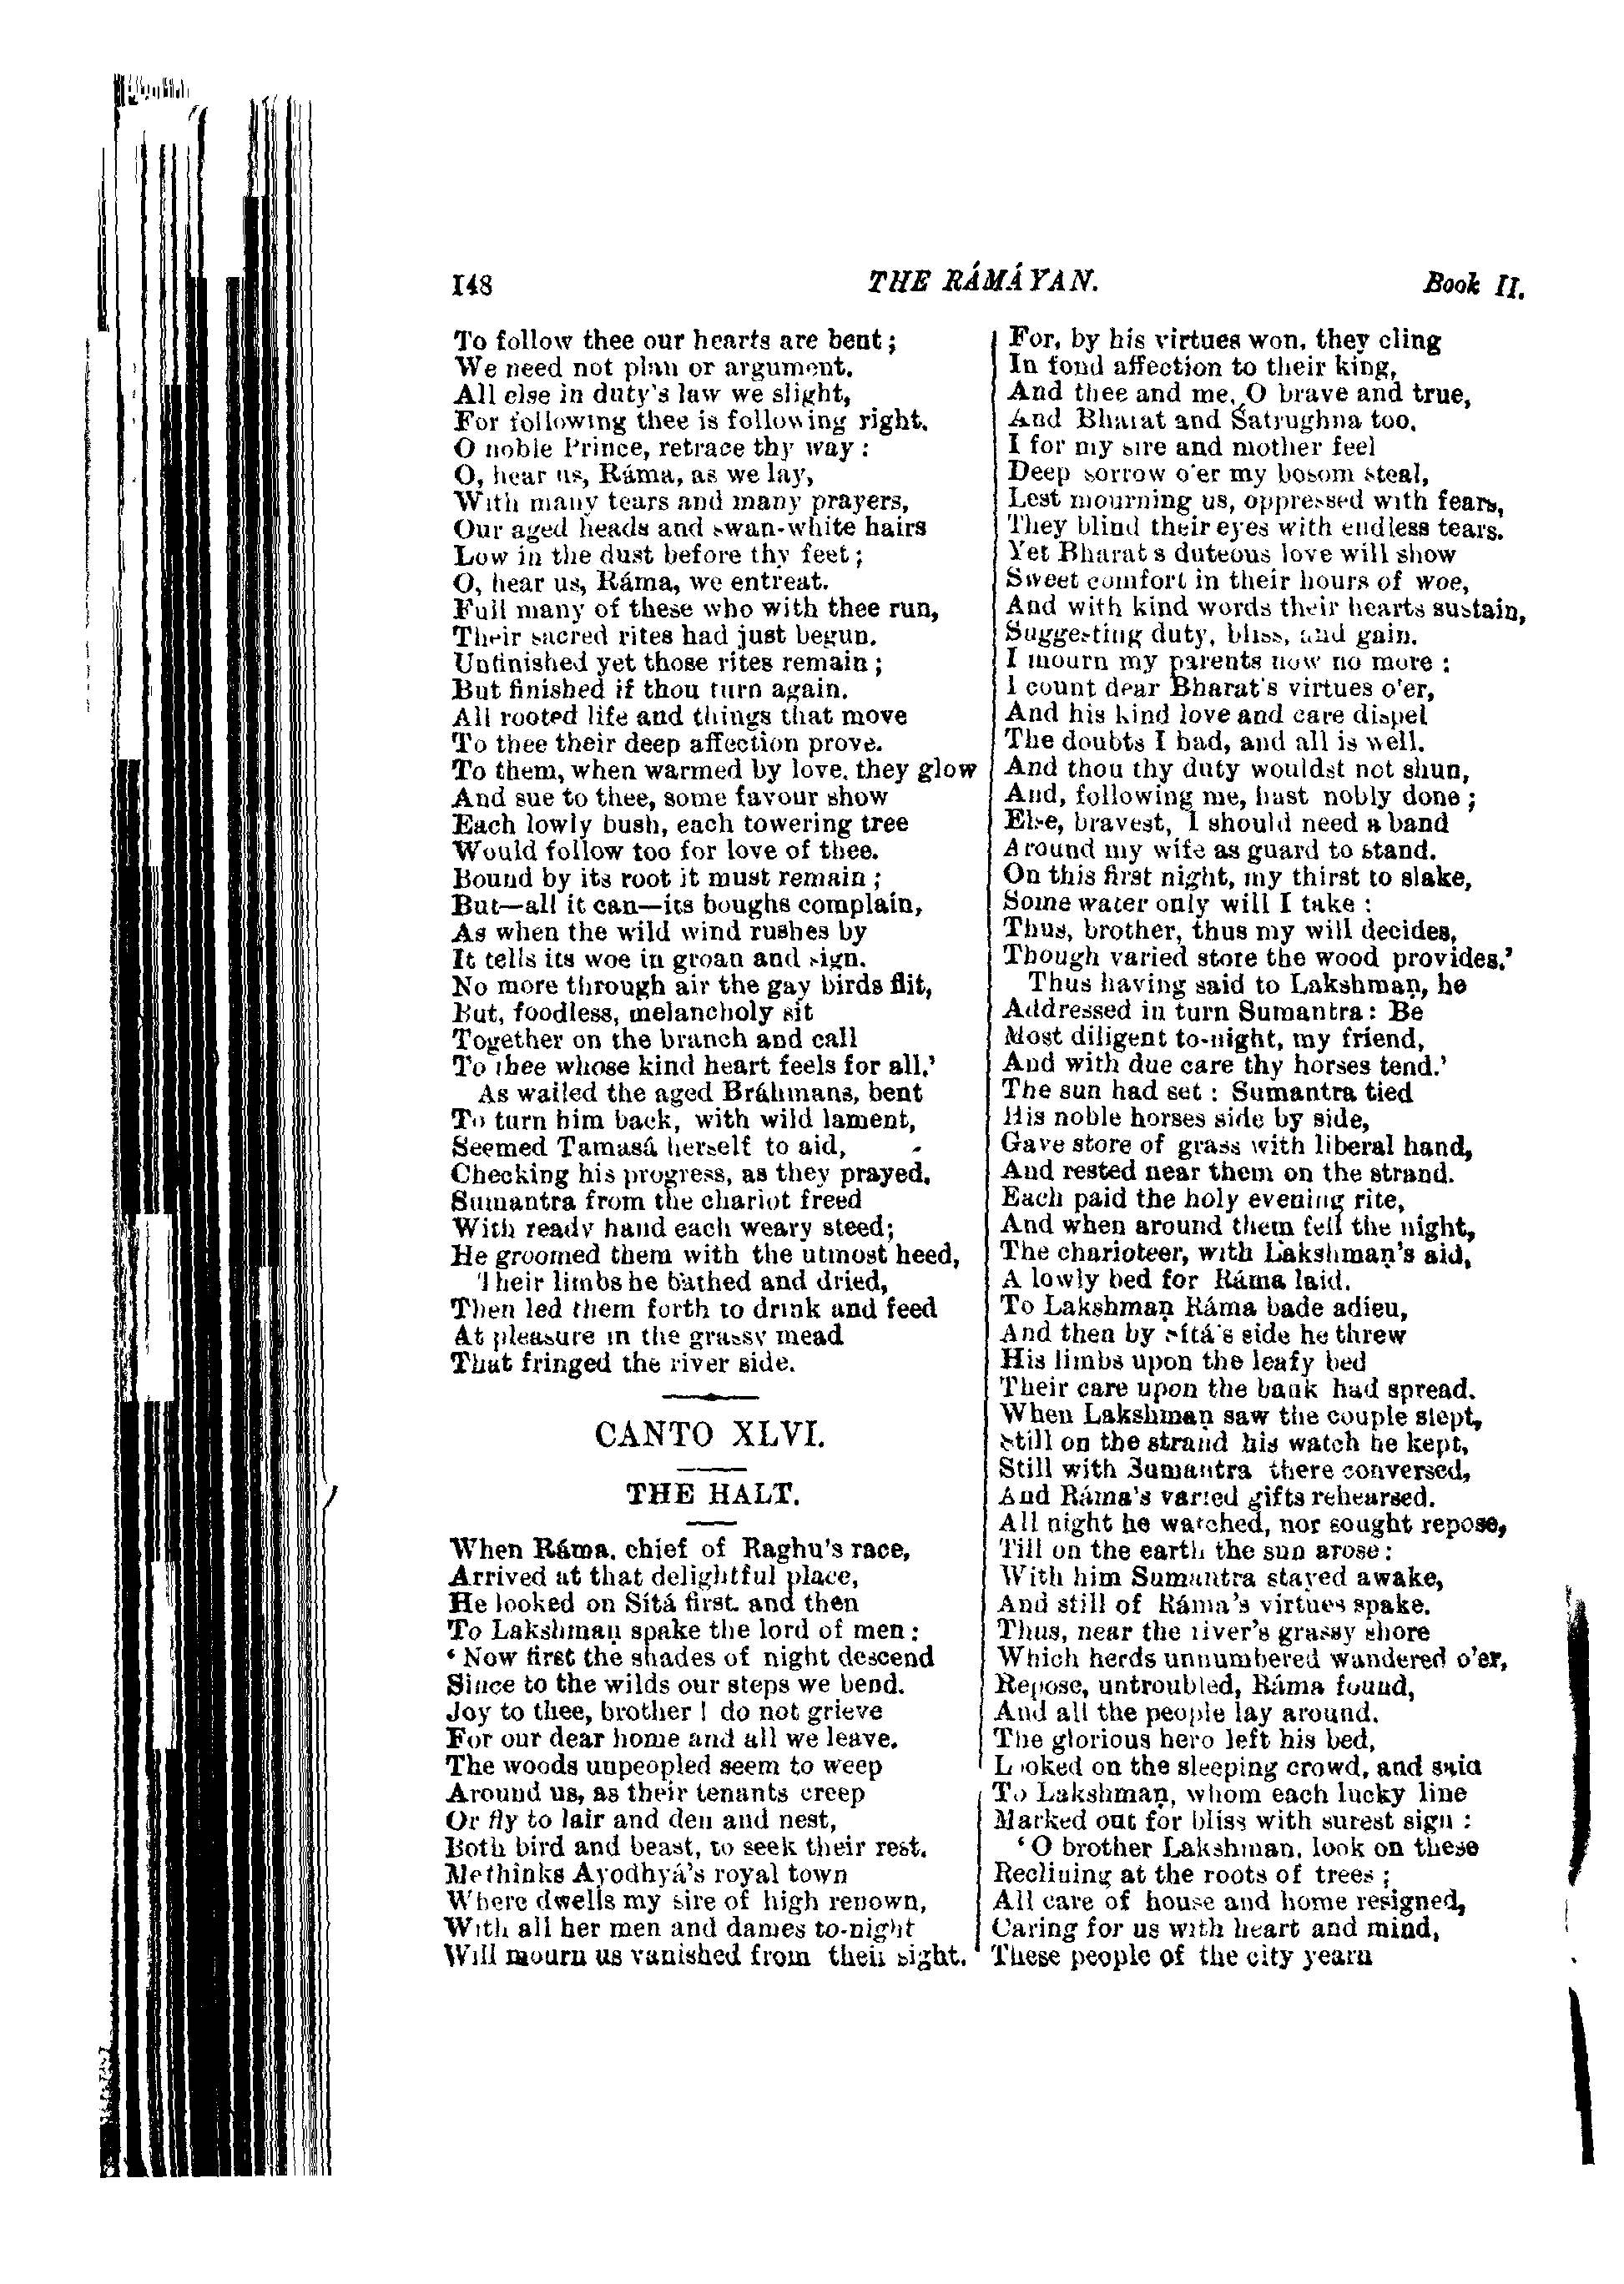 148
THE RÁMÁYAN.
Book II.
To follow thee our hearts are bent;
We need not plan or argument.
All else in duty's law we slight,
For following thee is following right.
O noble Prince, retrace thy way:
O, hear us, Ráma, as we lay,
With many tears and many prayers,
Our aged heads and swan-white hairs
Low in the dust before thy feet;
O, hear us, Ráma, we entreat.
Full many of these who with thee run,
Their sacred rites had just begun.
Unfinished yet those rites remain;
But finished if thou turn again.
All rooted life and things that move
To thee their deep affection prove.
To them, when warmed by love, they glow
And sue to thee, some favour show
Each lowly bush, each towering tree
Would follow too for love of thee.
Bound by its root it must remain;
But—all it can—its boughs complain,
As when the wild wind rushes by
It tells its woe in groan and sign.
No more through air the gay birds flit,
But, foodless, melancholy sit
Together on the branch and call
To thee whose kind heart feels for all.'
As wailed the aged Bráhmans, bent
To turn him back, with wild lament,
Seemed Tamasá herself to aid,
Checking his progress, as they prayed.
Sumantra from the chariot freed
With ready hand each weary steed;
He groomed them with the utmost heed,
Their limbs he bathed and dried,
Then led them forth to drink and feed
At pleasure in the grassy mead
That fringed the river side.
CANTO XLVI.
THE HALT.
When Ráma, chief of Raghu's race,
Arrived at that delightful place,
He looked on Sítá first, and then
To Lakshmaṇ spake the lord of men:
'Now first the shades of night descend
Since to the wilds our steps we bend.
Joy to thee, brother! do not grieve
For our dear home and all we leave.
The woods unpeopled seem to weep
Around us, as their tenants creep
Or fly to lair and den and nest,
Both bird and beast, to seek their rest.
Methinks Ayodhyá's royal town
Where dwells my sire of high renown,
With all her men and dames to-night
Will mourn us vanished from their sight.
For, by his virtues won, they cling
In fond affection to their king,
And thee and me, O brave and true,
And Bharat and Śatrughna too.
I for my sire and mother feel
Deep sorrow o'er my bosom steal,
Lest mourning us, oppressed with fears,
They blind their eyes with endless tears.
Yet Bharat's duteous love will show
Sweet comfort in their hours of woe,
And with kind words their hearts sustain,
Suggesting duty, bliss, and gain.
I mourn my parents now no more:
I count dear Bharat's virtues o'er,
And his kind love and care dispel
The doubts I had, and all is well.
And thou thy duty wouldst not shun,
And, following me, hast nobly done;
Else, bravest, I should need a band
Around my wife as guard to stand.
On this first night, my thirst to slake,
Some water only will I take:
Thus, brother, thus my will decides,
Though varied store the wood provides.'
Thus having said to Lakshmaṇ, he
Addressed in turn Sumantra: Be
Most diligent to-night, my friend,
And with due care thy horses tend.'
The sun had set: Sumantra tied
His noble horses side by side,
Gave store of grass with liberal hand,
And rested near them on the strand.
Each paid the holy evening rite,
And when around them fell the night,
The charioteer, with Lakshmaṇ's aid,
A lowly bed for Ráma laid.
To Lakshmaṇ Ráma bade adieu,
And then by Sítá's side he threw
His limbs upon the leafy bed
Their care upon the bank had spread.
When Lakshmaṇ saw the couple slept,
Still on the strand his watch he kept,
Still with Sumantra there conversed,
And Ráma's varied gifts rehearsed.
All night he watched, nor sought repose,
Till on the earth the sun arose:
With him Sumantra stayed awake,
And still of Ráma's virtues spake.
Thus, near the river's grassy shore
Which herds unnumbered wandered o'er,
Repose, untroubled, Ráma found,
And all the people lay around.
The glorious hero left his bed,
Looked on the sleeping crowd, and said
To Lakshmaṇ, whom each lucky line
Marked out for bliss with surest sign:
'O brother Lakshman, look on these
Reclining at the roots of trees;
All care of house and home resigned,
Caring for us with heart and mind,
These people of the city yearn